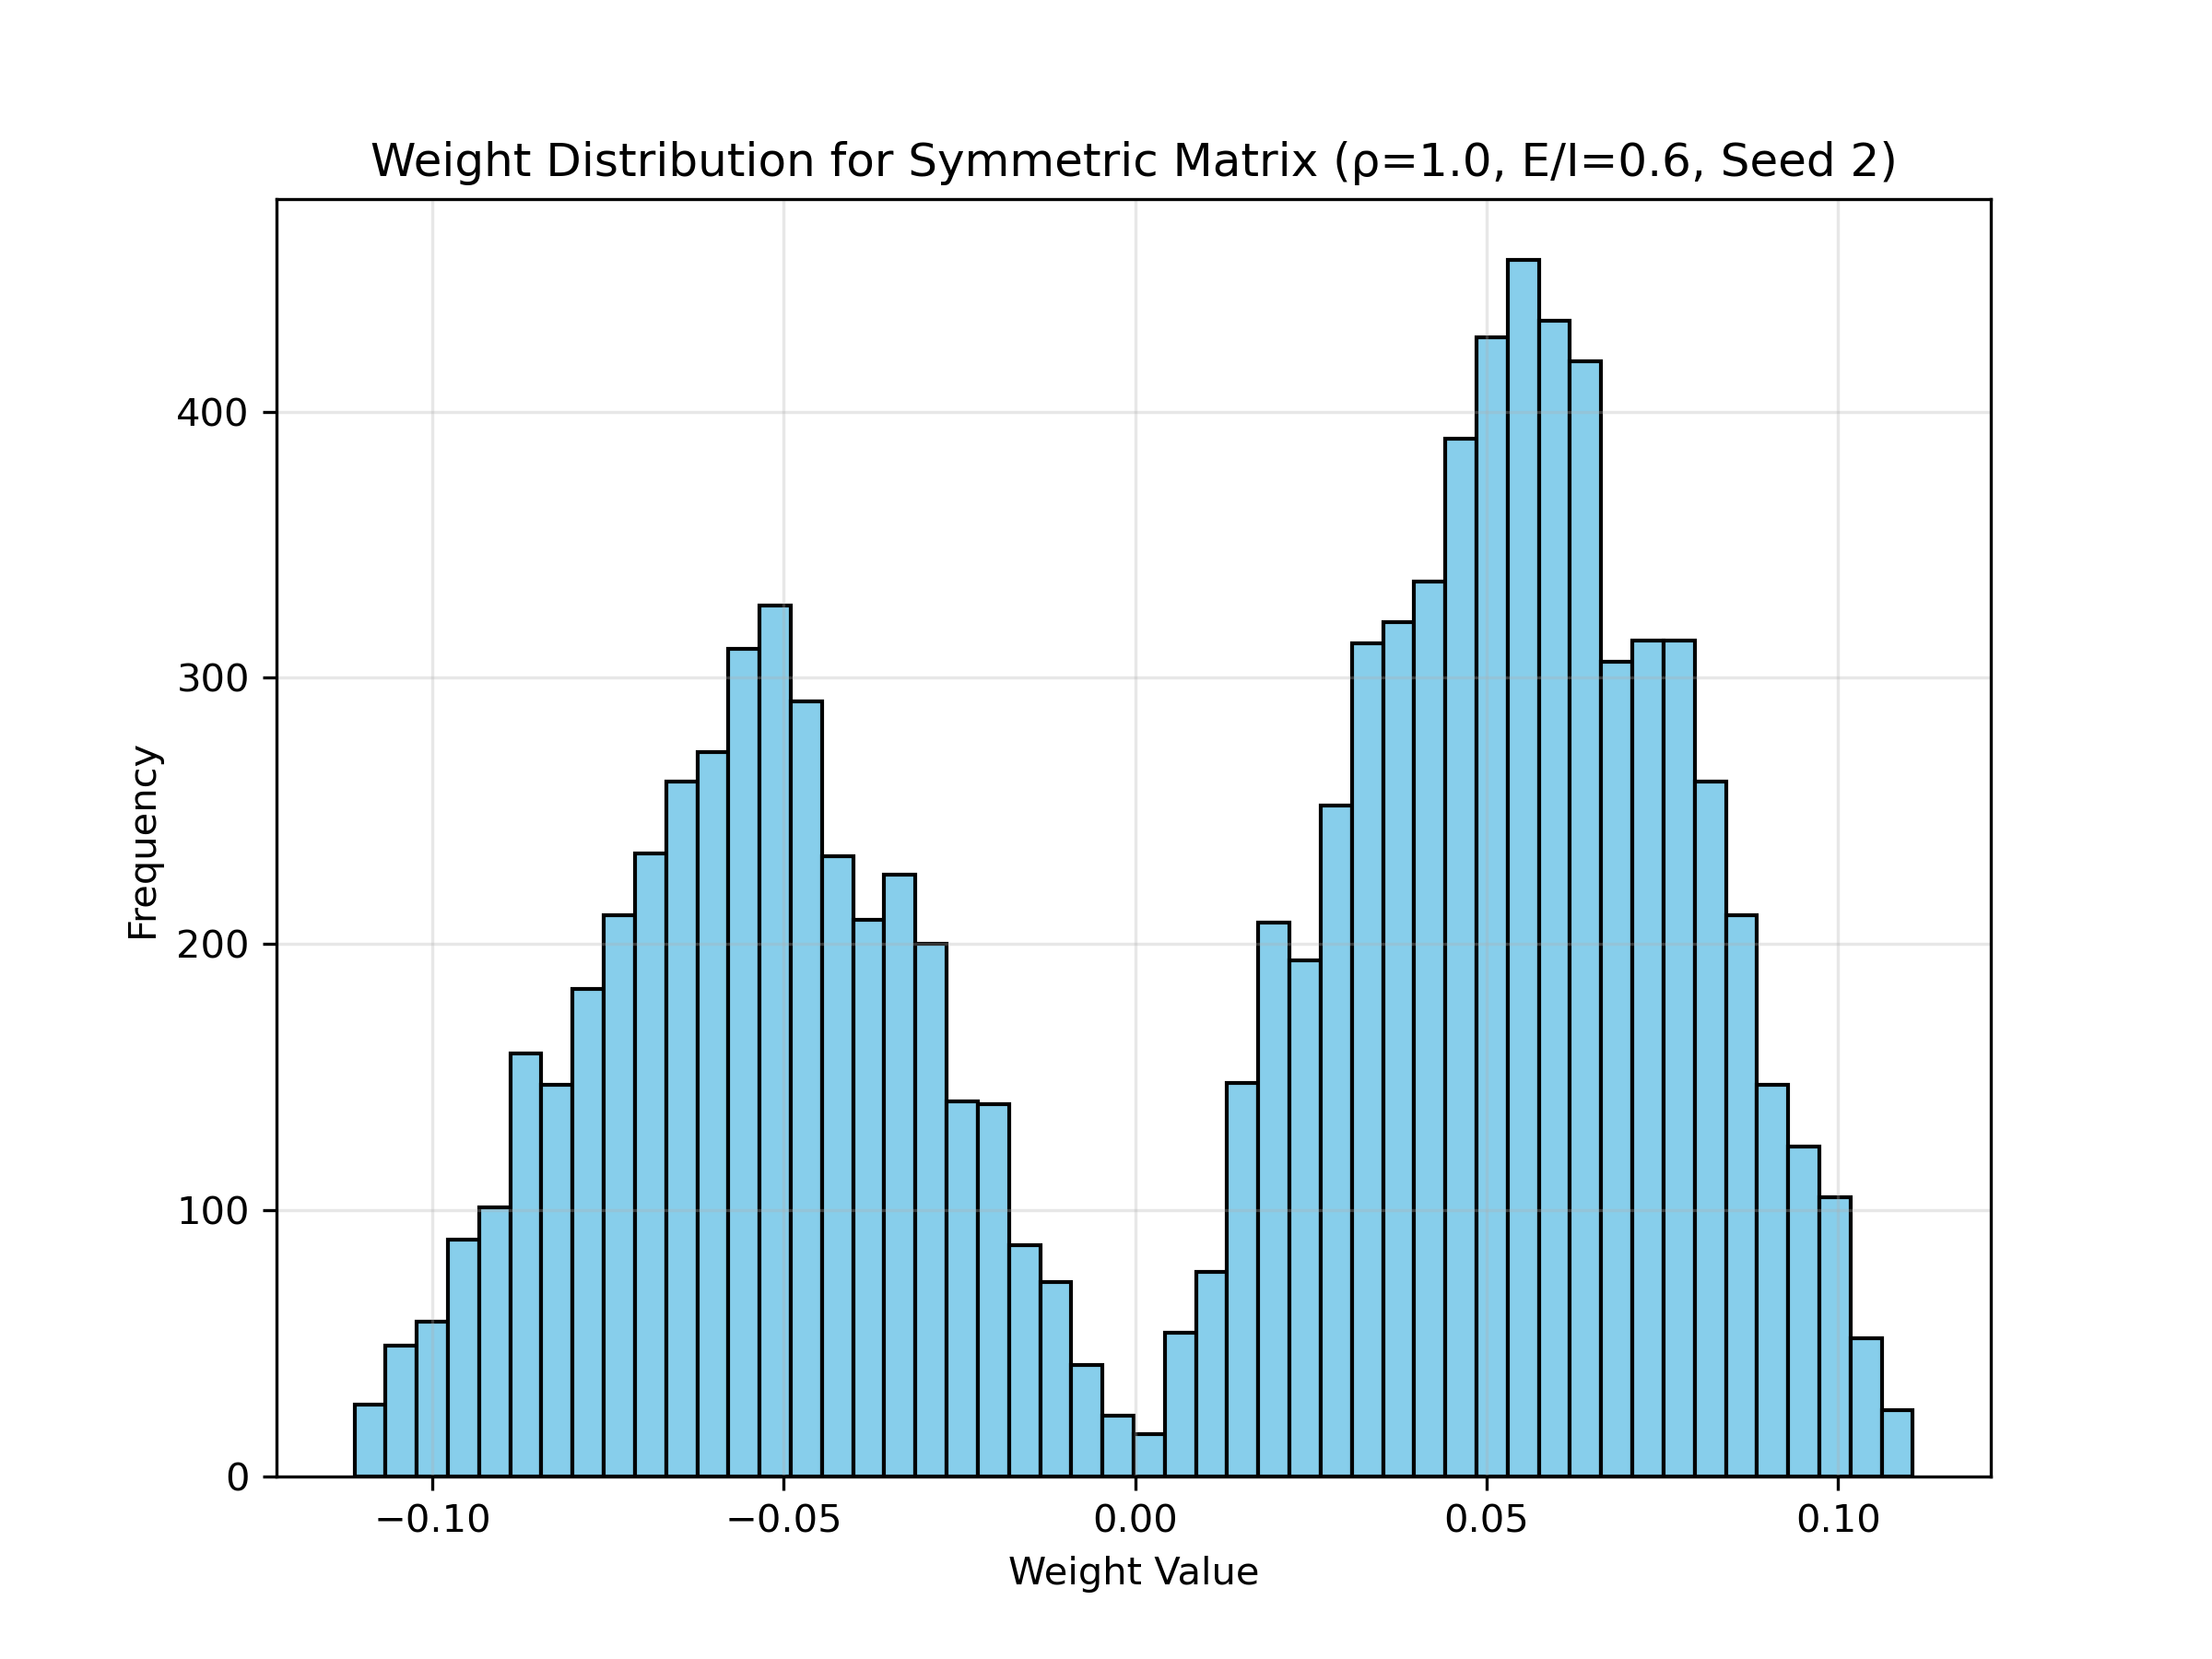 Weight Distribution for Symmetric Matrix (ρ=1.0, E/I=0.6, Seed 2)
Frequency
400
300
200
100
0
−0.10 −0.05 0.00 0.05 0.10
Weight Value